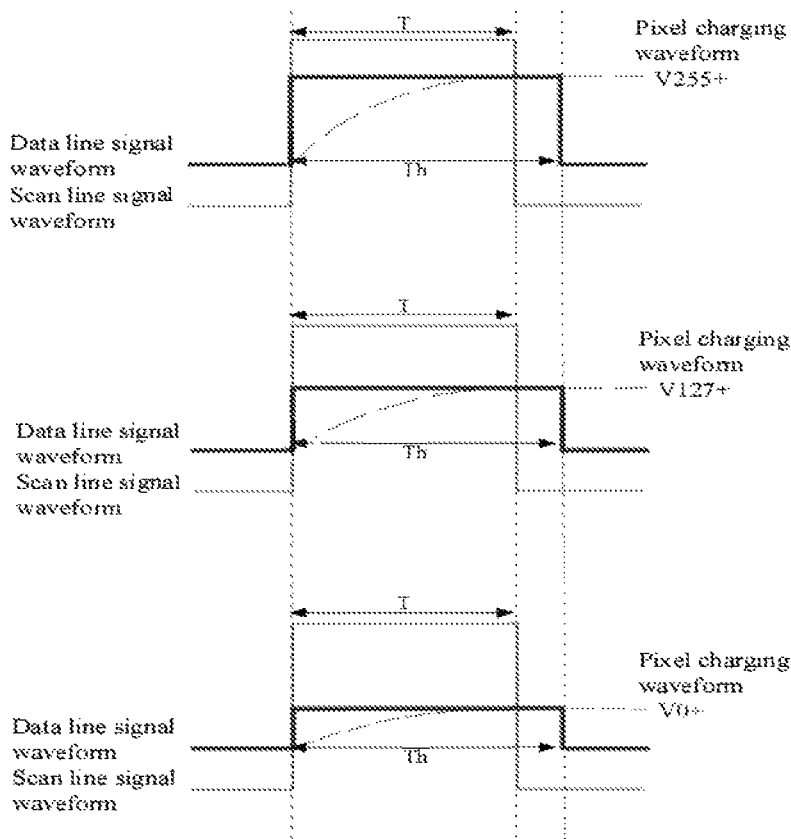 T
Pixel charging
waveform
V255+
Data line signal
waveform
Th
Scan line signal
waveform
T
Pixel charging
waveform
V127+
Data line signal
waveform
Th
Scan line signal
waveform
T
Pixel charging
waveform
V0+
Data line signal
waveform
Th
Scan line signal
waveform